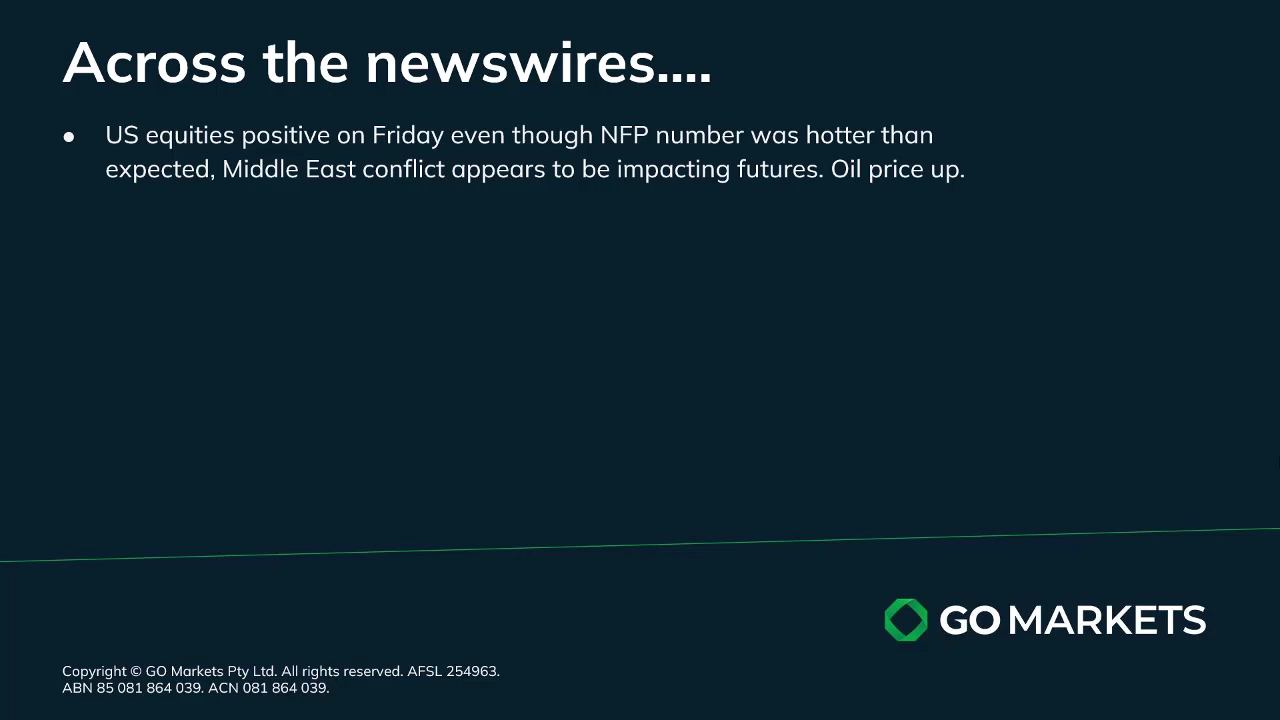 Across the newswires....
● US equities positive on Friday even though NFP number was hotter than
expected, Middle East conflict appears to be impacting futures. Oil price up.
GO MARKETS
Copyright © GO Markets Pty Ltd. All rights reserved. AFSL 254963.
ABN 85 081 864 039. ACN 081 864 039.